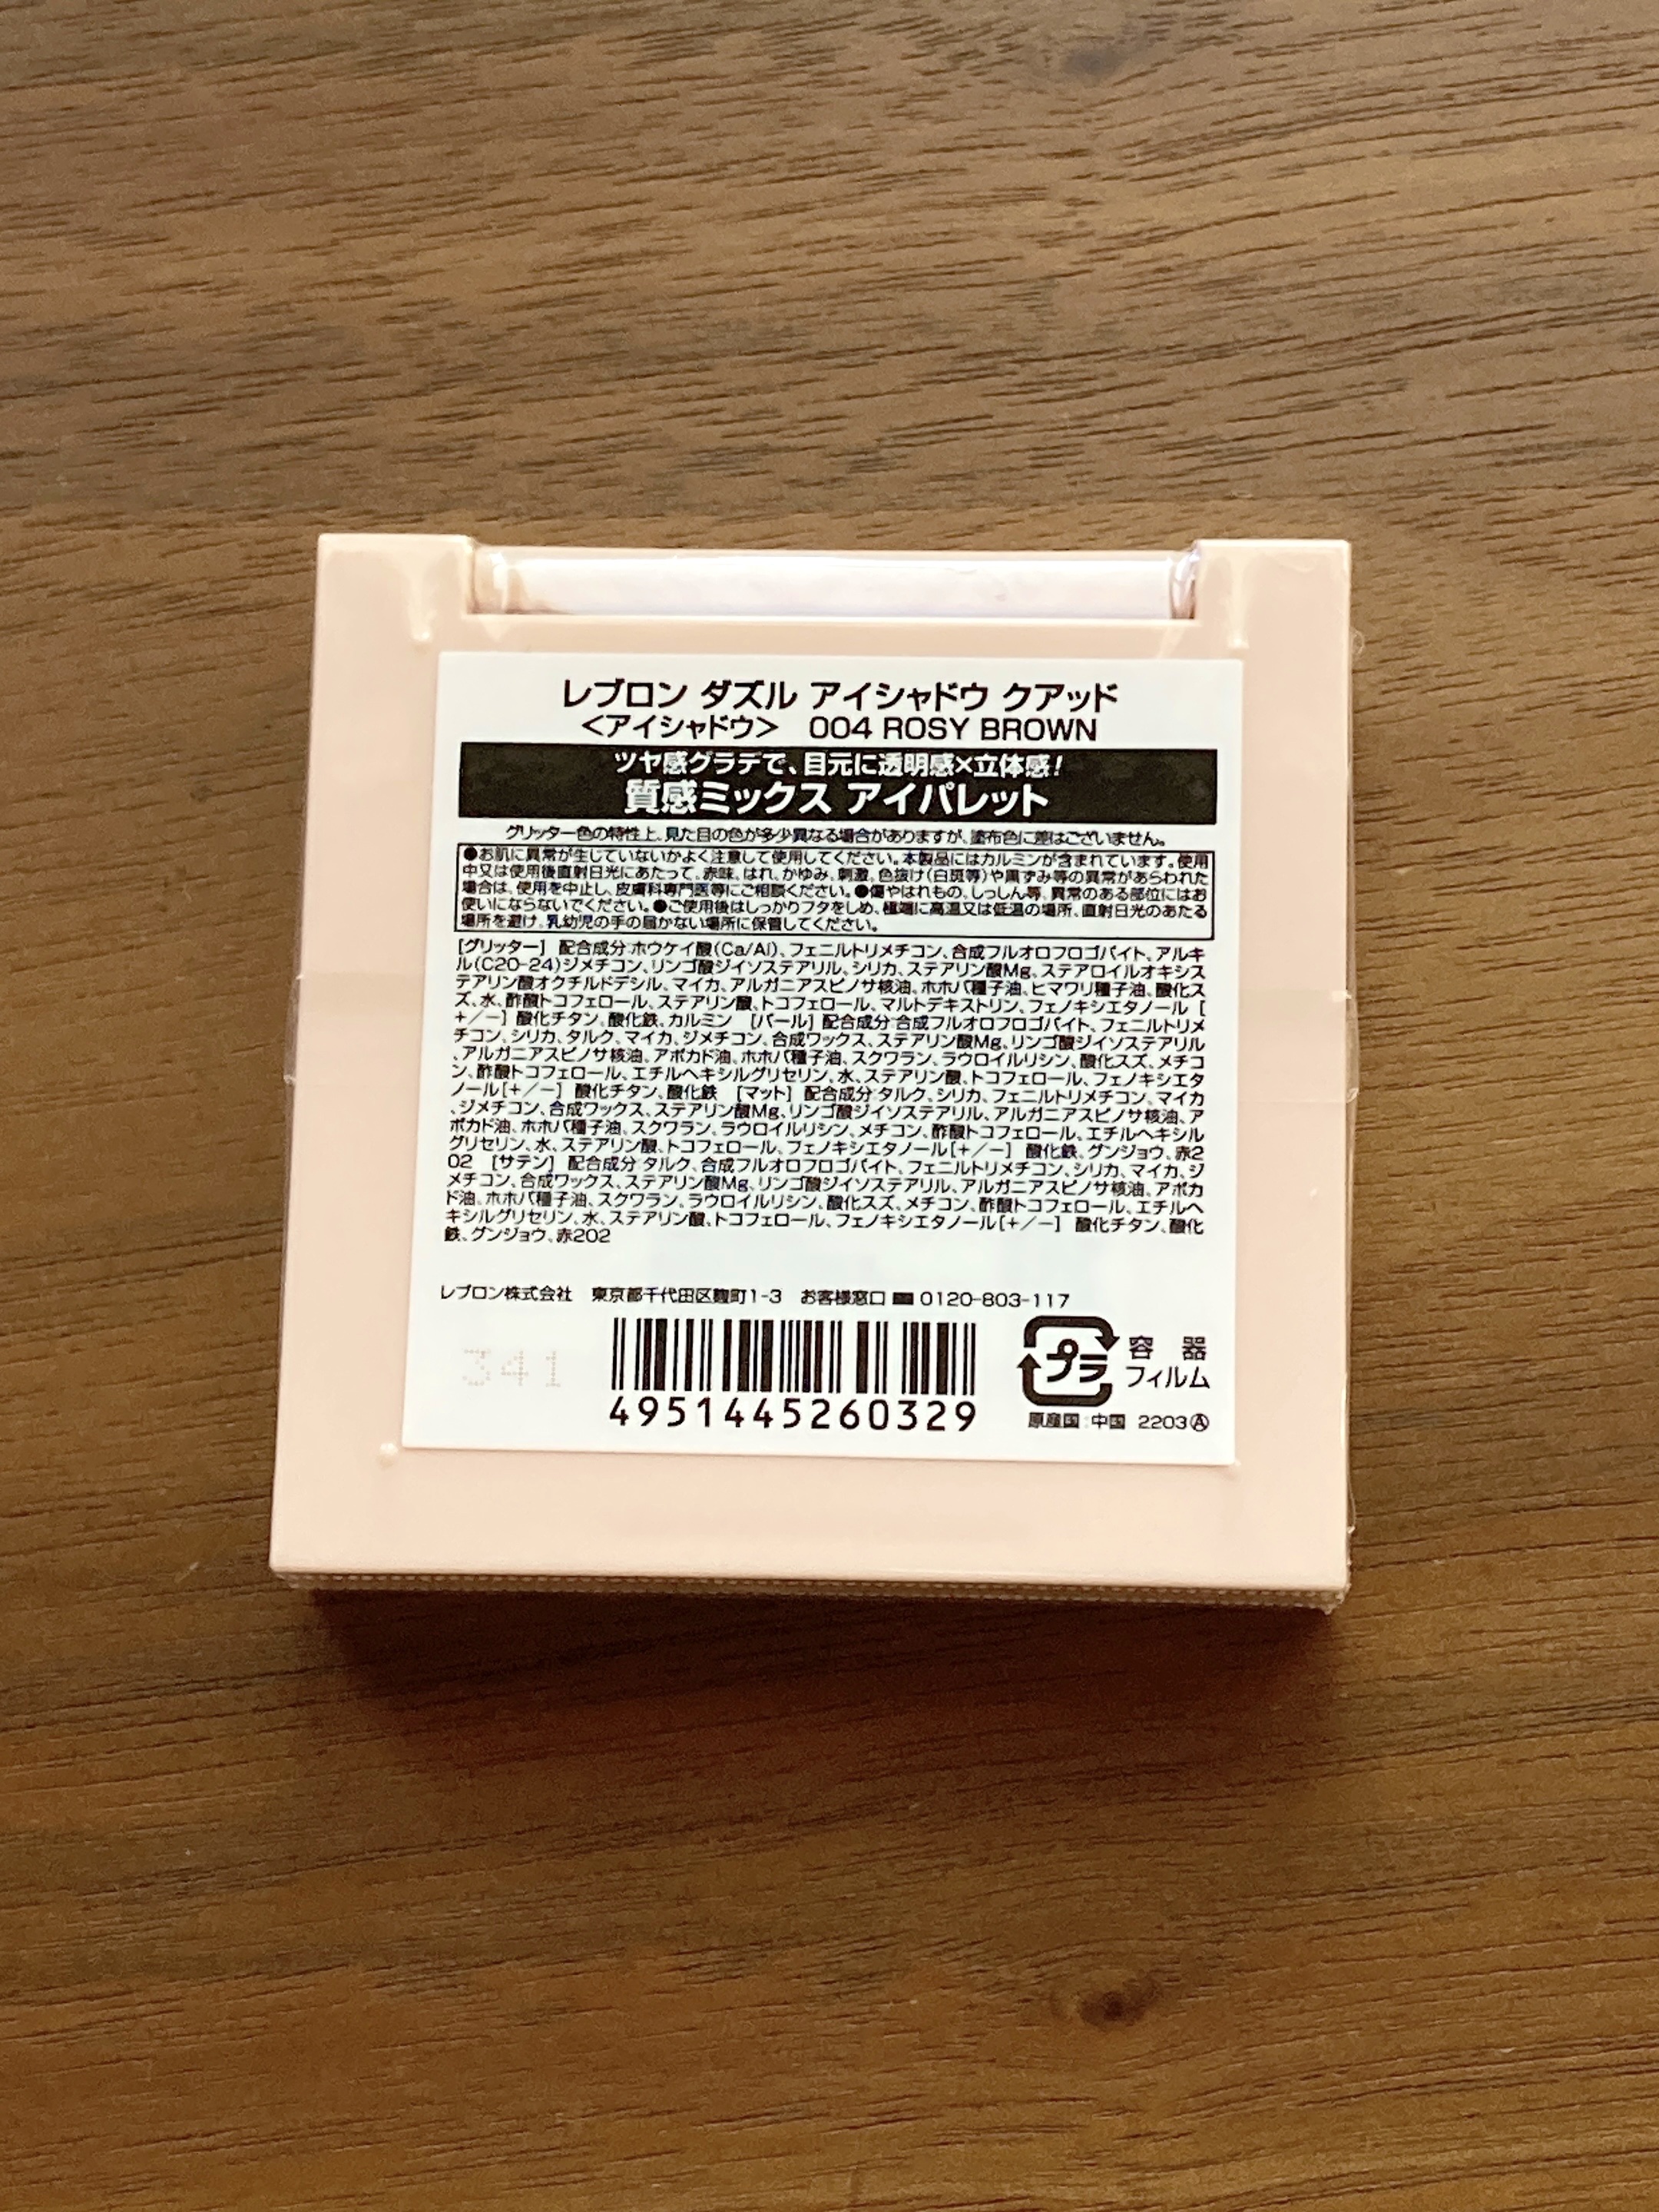 レブロン ダズル アイシャドウ クアッド
<アイシャドウ> 004 ROSY BROWN
ツヤ感グラデで、目元に透明感×立体感!
質感ミックス アイパレット
グリッター色の特性上、見た目の色が多少異なる場合がありますが、塗布色に差はございません。
●お肌に異常が生じていないかよく注意して使用してください。本製品にはカルミンが含まれています。使用
中又は使用後直射日光にあたって、赤味、はれ、かゆみ、刺激、色抜け(白斑等)や黒ずみ等の異常があらわれた
場合は、使用を中止し、皮膚科専門医等にご相談ください。●傷やはれもの、しっしん等、異常のある部位にはお
使いにならないでください。●ご使用後はしっかりフタをしめ、極端に高温又は低温の場所、直射日光のあたる
場所を避け、乳幼児の手の届かない場所に保管してください。
[グリッター] 配合成分:ホウケイ酸(Ca/Al)、フェニルトリメチコン、合成フルオロフロゴパイト、アルキ
ル(C20-24)ジメチコン、リンゴ酸ジイソステアリル、シリカ、ステアリン酸Mg、ステアロイルオキシス
テアリン酸オクチルドデシル、マイカ、アルガニアスピノサ核油、ホホバ種子油、ヒマワリ種子油、酸化ス
ズ、水、酢酸トコフェロール、ステアリン酸、トコフェロール、マルトデキストリン、フェノキシエタノール [
+/−] 酸化チタン、酸化鉄、カルミン [パール] 配合成分:合成フルオロフロゴパイト、フェニルトリメ
チコン、シリカ、タルク、マイカ、ジメチコン、合成ワックス、ステアリン酸Mg、リンゴ酸ジイソステアリル
、アルガニアスピノサ核油、アボカド油、ホホバ種子油、スクワラン、ラウロイルリシン、酸化スズ、メチコ
ン、酢酸トコフェロール、エチルヘキシルグリセリン、水、ステアリン酸、トコフェロール、フェノキシエタ
ノール[+/−] 酸化チタン、酸化鉄 [マット] 配合成分:タルク、シリカ、フェニルトリメチコン、マイカ
、ジメチコン、合成ワックス、ステアリン酸Mg、リンゴ酸ジイソステアリル、アルガニアスピノサ核油、ア
ボカド油、ホホバ種子油、スクワラン、ラウロイルリシン、メチコン、酢酸トコフェロール、エチルヘキシル
グリセリン、水、ステアリン酸、トコフェロール、フェノキシエタノール[+/−] 酸化鉄、グンジョウ、赤2
02 [サテン] 配合成分:タルク、合成フルオロフロゴパイト、フェニルトリメチコン、シリカ、マイカ、ジ
メチコン、合成ワックス、ステアリン酸Mg、リンゴ酸ジイソステアリル、アルガニアスピノサ核油、アボカ
ド油、ホホバ種子油、スクワラン、ラウロイルリシン、酸化スズ、メチコン、酢酸トコフェロール、エチルヘ
キシルグリセリン、水、ステアリン酸、トコフェロール、フェノキシエタノール[+/−] 酸化チタン、酸化
鉄、グンジョウ、赤202
レブロン株式会社 東京都千代田区麹町1-3 お客様窓口 0120-803-117
341
4951445260329
プラ
容 器
フィルム
原産国:中国 2203Ⓐ